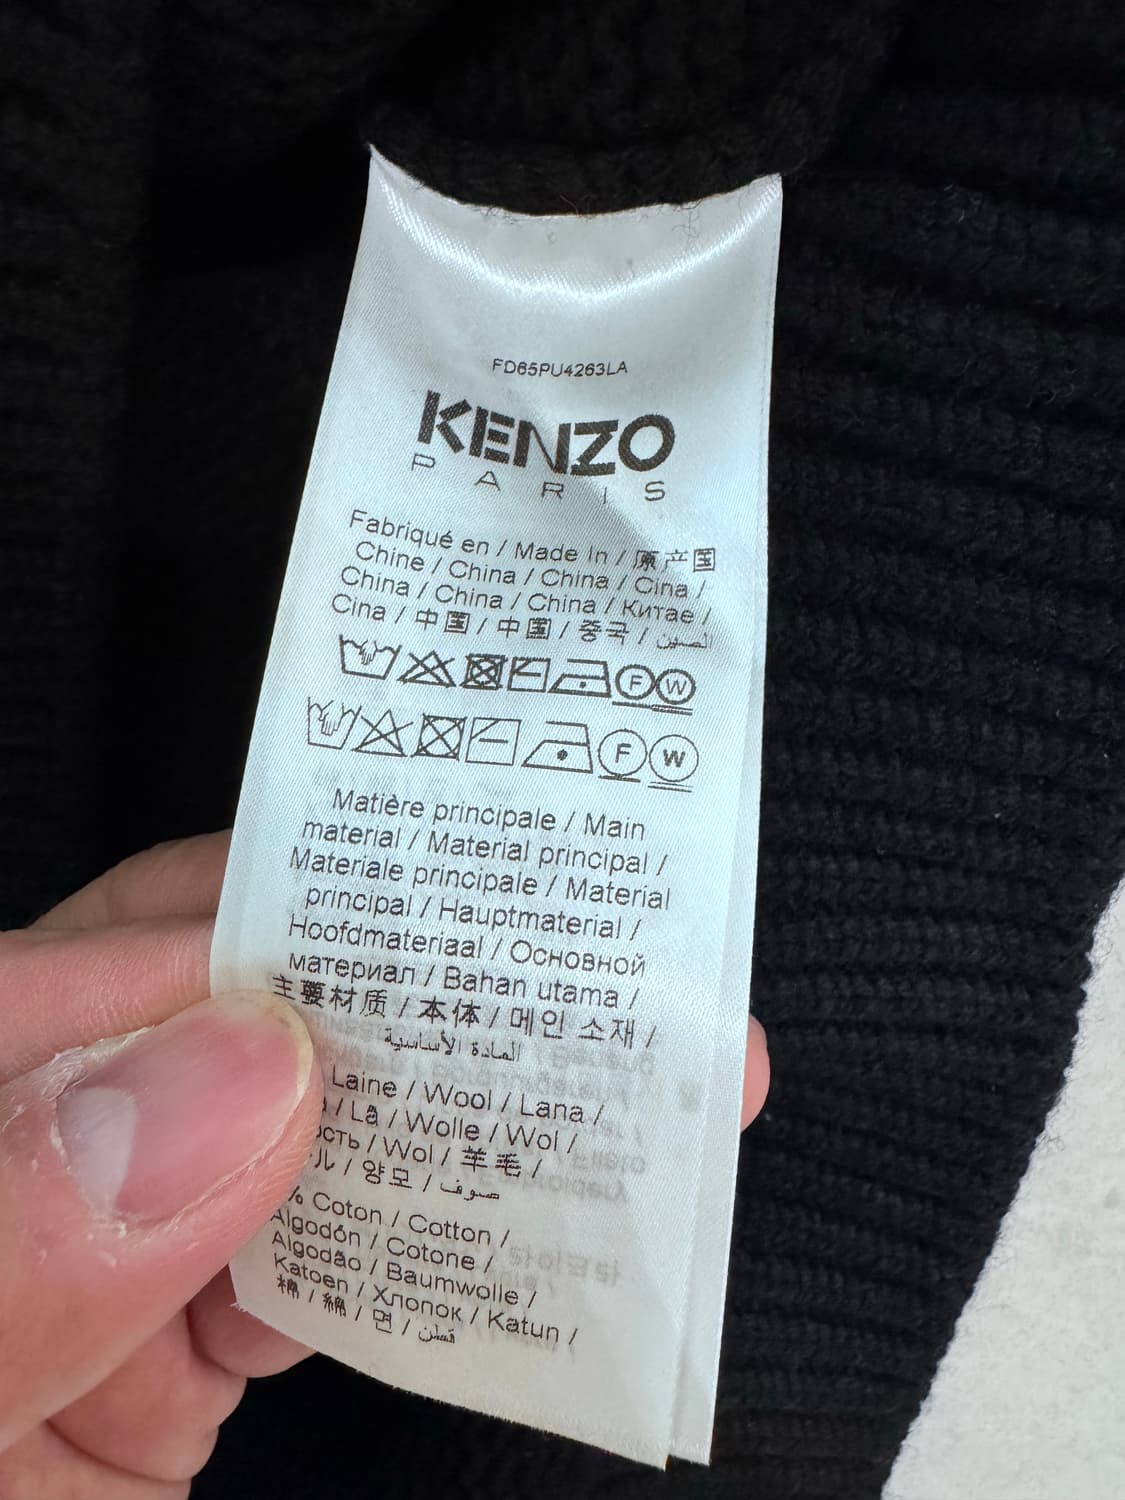 FD65PU4263LA
KENZO
PARIS
Fabriqué en / Made In / 原产国
Chine / China / China / Cina /
China / China / China / Китае /
Cina / 中国 / 中国 / 중국 / الصين
F W
F W
Matière principale / Main
material / Material principal /
Materiale principale / Material
principal / Hauptmaterial /
Hoofdmateriaal / Основной
материал / Bahan utama /
主要材质 / 本体 / 메인 소재 /
المادة الأساسية
Laine / Wool / Lana /
/ Lã / Wolle / Wol /
/ Wol / 羊毛 /
/ 양모 / صوف
% Coton / Cotton /
Algodón / Cotone /
Algodão / Baumwolle /
Katoen / Хлопок / Katun /
棉 / 綿 / 면 / قطن